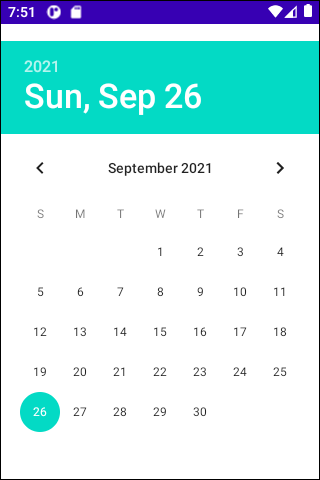 7:51
2021
Sun, Sep 26
September 2021
S M T W T F S
1 2 3 4
5 6 7 8 9 10 11
12 13 14 15 16 17 18
19 20 21 22 23 24 25
26 27 28 29 30